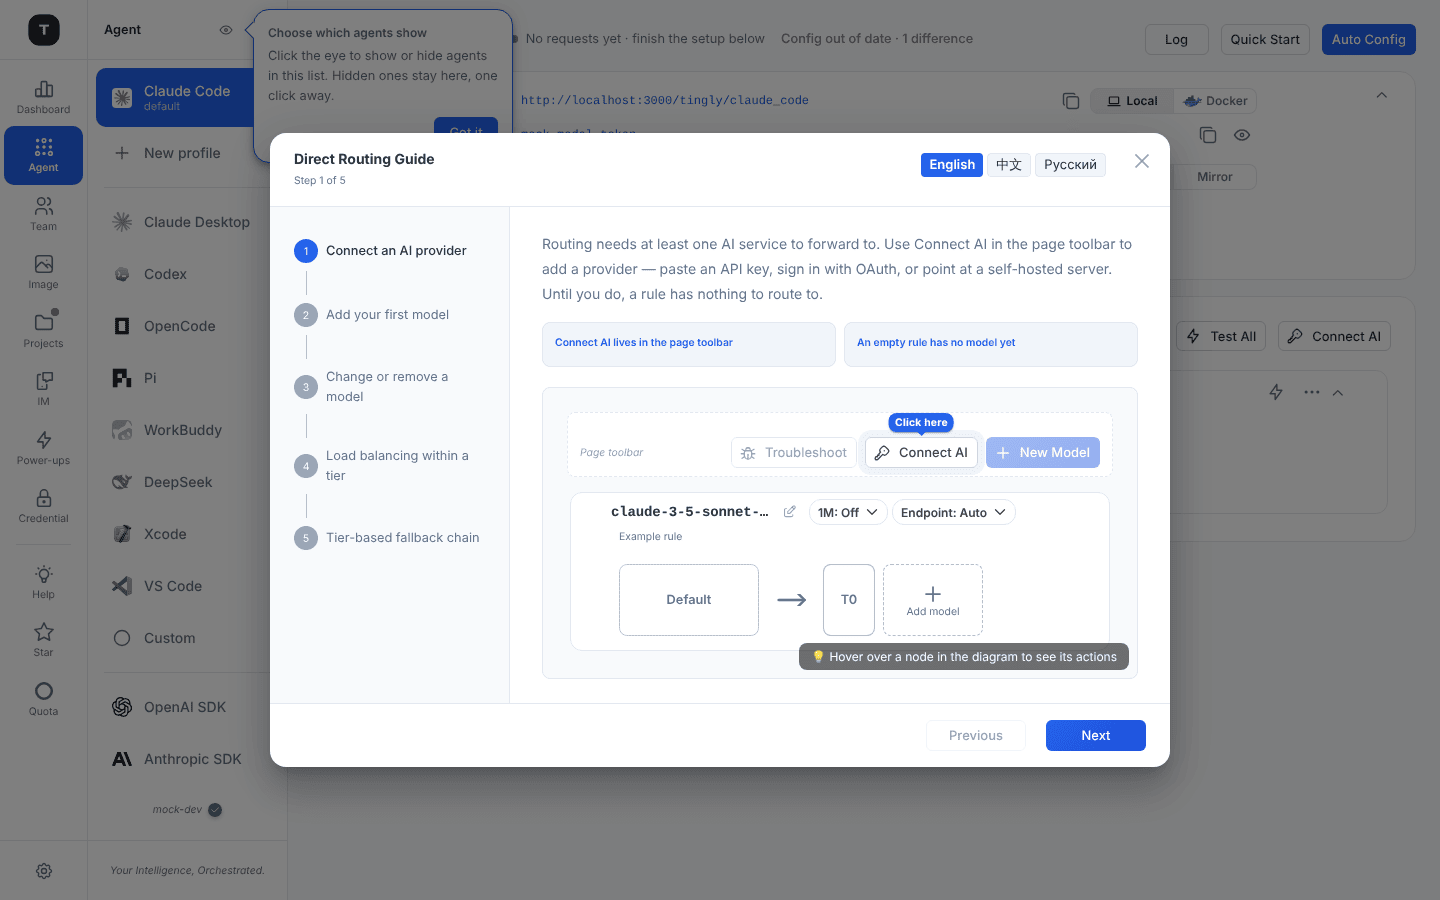 T
Agent
Dashboard
Agent
Team
Image
Projects
IM
Power-ups
Credential
Help
Star
Quota
Claude Code
default
New profile
Claude Desktop
Codex
OpenCode
Pi
WorkBuddy
DeepSeek
Xcode
VS Code
Custom
OpenAI SDK
Anthropic SDK
mock-dev
Your Intelligence, Orchestrated.
Choose which agents show
Click the eye to show or hide agents
in this list. Hidden ones stay here, one
click away.
Got it
No requests yet · finish the setup below
Config out of date · 1 difference
Log
Quick Start
Auto Config
http://localhost:3000/tingly/claude_code
Local
Docker
mock-model-token
Mirror
Test All
Connect AI
Direct Routing Guide
Step 1 of 5
English
中文
Русский
1
Connect an AI provider
2
Add your first model
3
Change or remove a
model
4
Load balancing within a
tier
5
Tier-based fallback chain
Routing needs at least one AI service to forward to. Use Connect AI in the page toolbar to
add a provider — paste an API key, sign in with OAuth, or point at a self-hosted server.
Until you do, a rule has nothing to route to.
Connect AI lives in the page toolbar
An empty rule has no model yet
Click here
Page toolbar
Troubleshoot
Connect AI
New Model
claude-3-5-sonnet-…
1M: Off
Endpoint: Auto
Example rule
Default
T0
Add model
💡 Hover over a node in the diagram to see its actions
Previous
Next